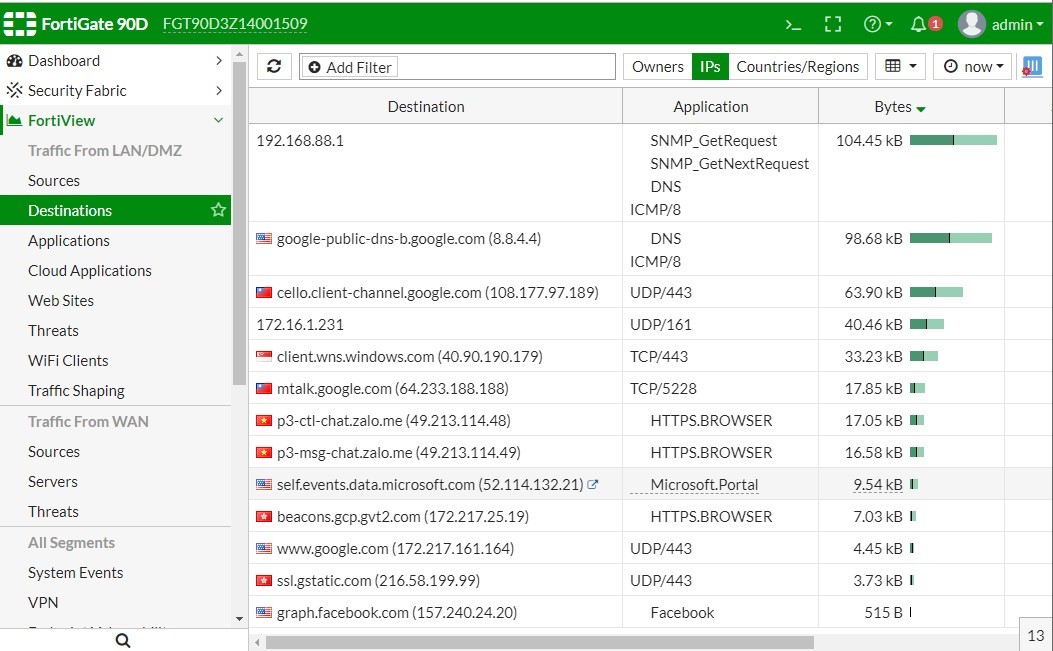 FortiGate 90D FGT90D3Z14001509 >_ 1 admin
Dashboard
Security Fabric
FortiView
Traffic From LAN/DMZ
Sources
Destinations
Applications
Cloud Applications
Web Sites
Threats
WiFi Clients
Traffic Shaping
Traffic From WAN
Sources
Servers
Threats
All Segments
System Events
VPN
Add Filter Owners IPs Countries/Regions now
Destination Application Bytes
192.168.88.1 SNMP_GetRequest 104.45 kB
SNMP_GetNextRequest
DNS
ICMP/8
google-public-dns-b.google.com (8.8.4.4) DNS 98.68 kB
ICMP/8
cello.client-channel.google.com (108.177.97.189) UDP/443 63.90 kB
172.16.1.231 UDP/161 40.46 kB
client.wns.windows.com (40.90.190.179) TCP/443 33.23 kB
mtalk.google.com (64.233.188.188) TCP/5228 17.85 kB
p3-ctl-chat.zalo.me (49.213.114.48) HTTPS.BROWSER 17.05 kB
p3-msg-chat.zalo.me (49.213.114.49) HTTPS.BROWSER 16.58 kB
self.events.data.microsoft.com (52.114.132.21) Microsoft.Portal 9.54 kB
beacons.gcp.gvt2.com (172.217.25.19) HTTPS.BROWSER 7.03 kB
www.google.com (172.217.161.164) UDP/443 4.45 kB
ssl.gstatic.com (216.58.199.99) UDP/443 3.73 kB
graph.facebook.com (157.240.24.20) Facebook 515 B
13